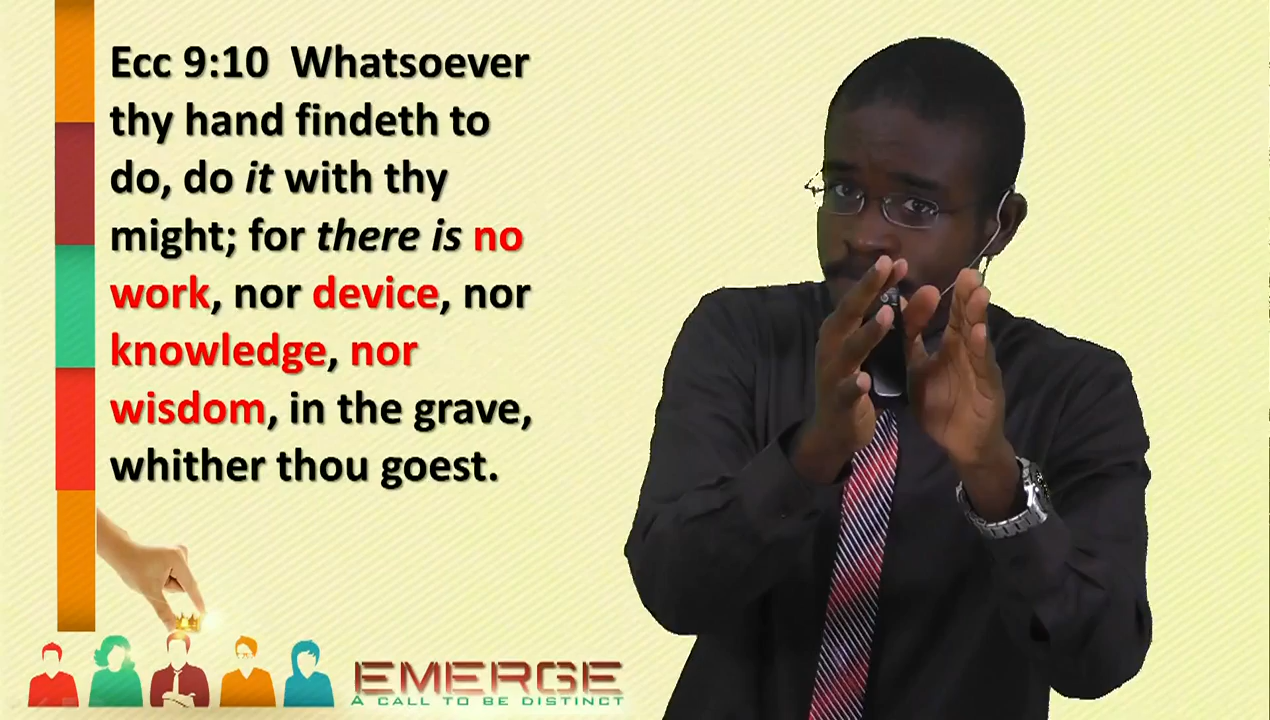 Ecc 9:10  Whatsoever
thy hand findeth to
do, do it with thy
might; for there is no
work, nor device, nor
knowledge, nor
wisdom, in the grave,
whither thou goest.
EMERGE
A CALL TO BE DISTINCT